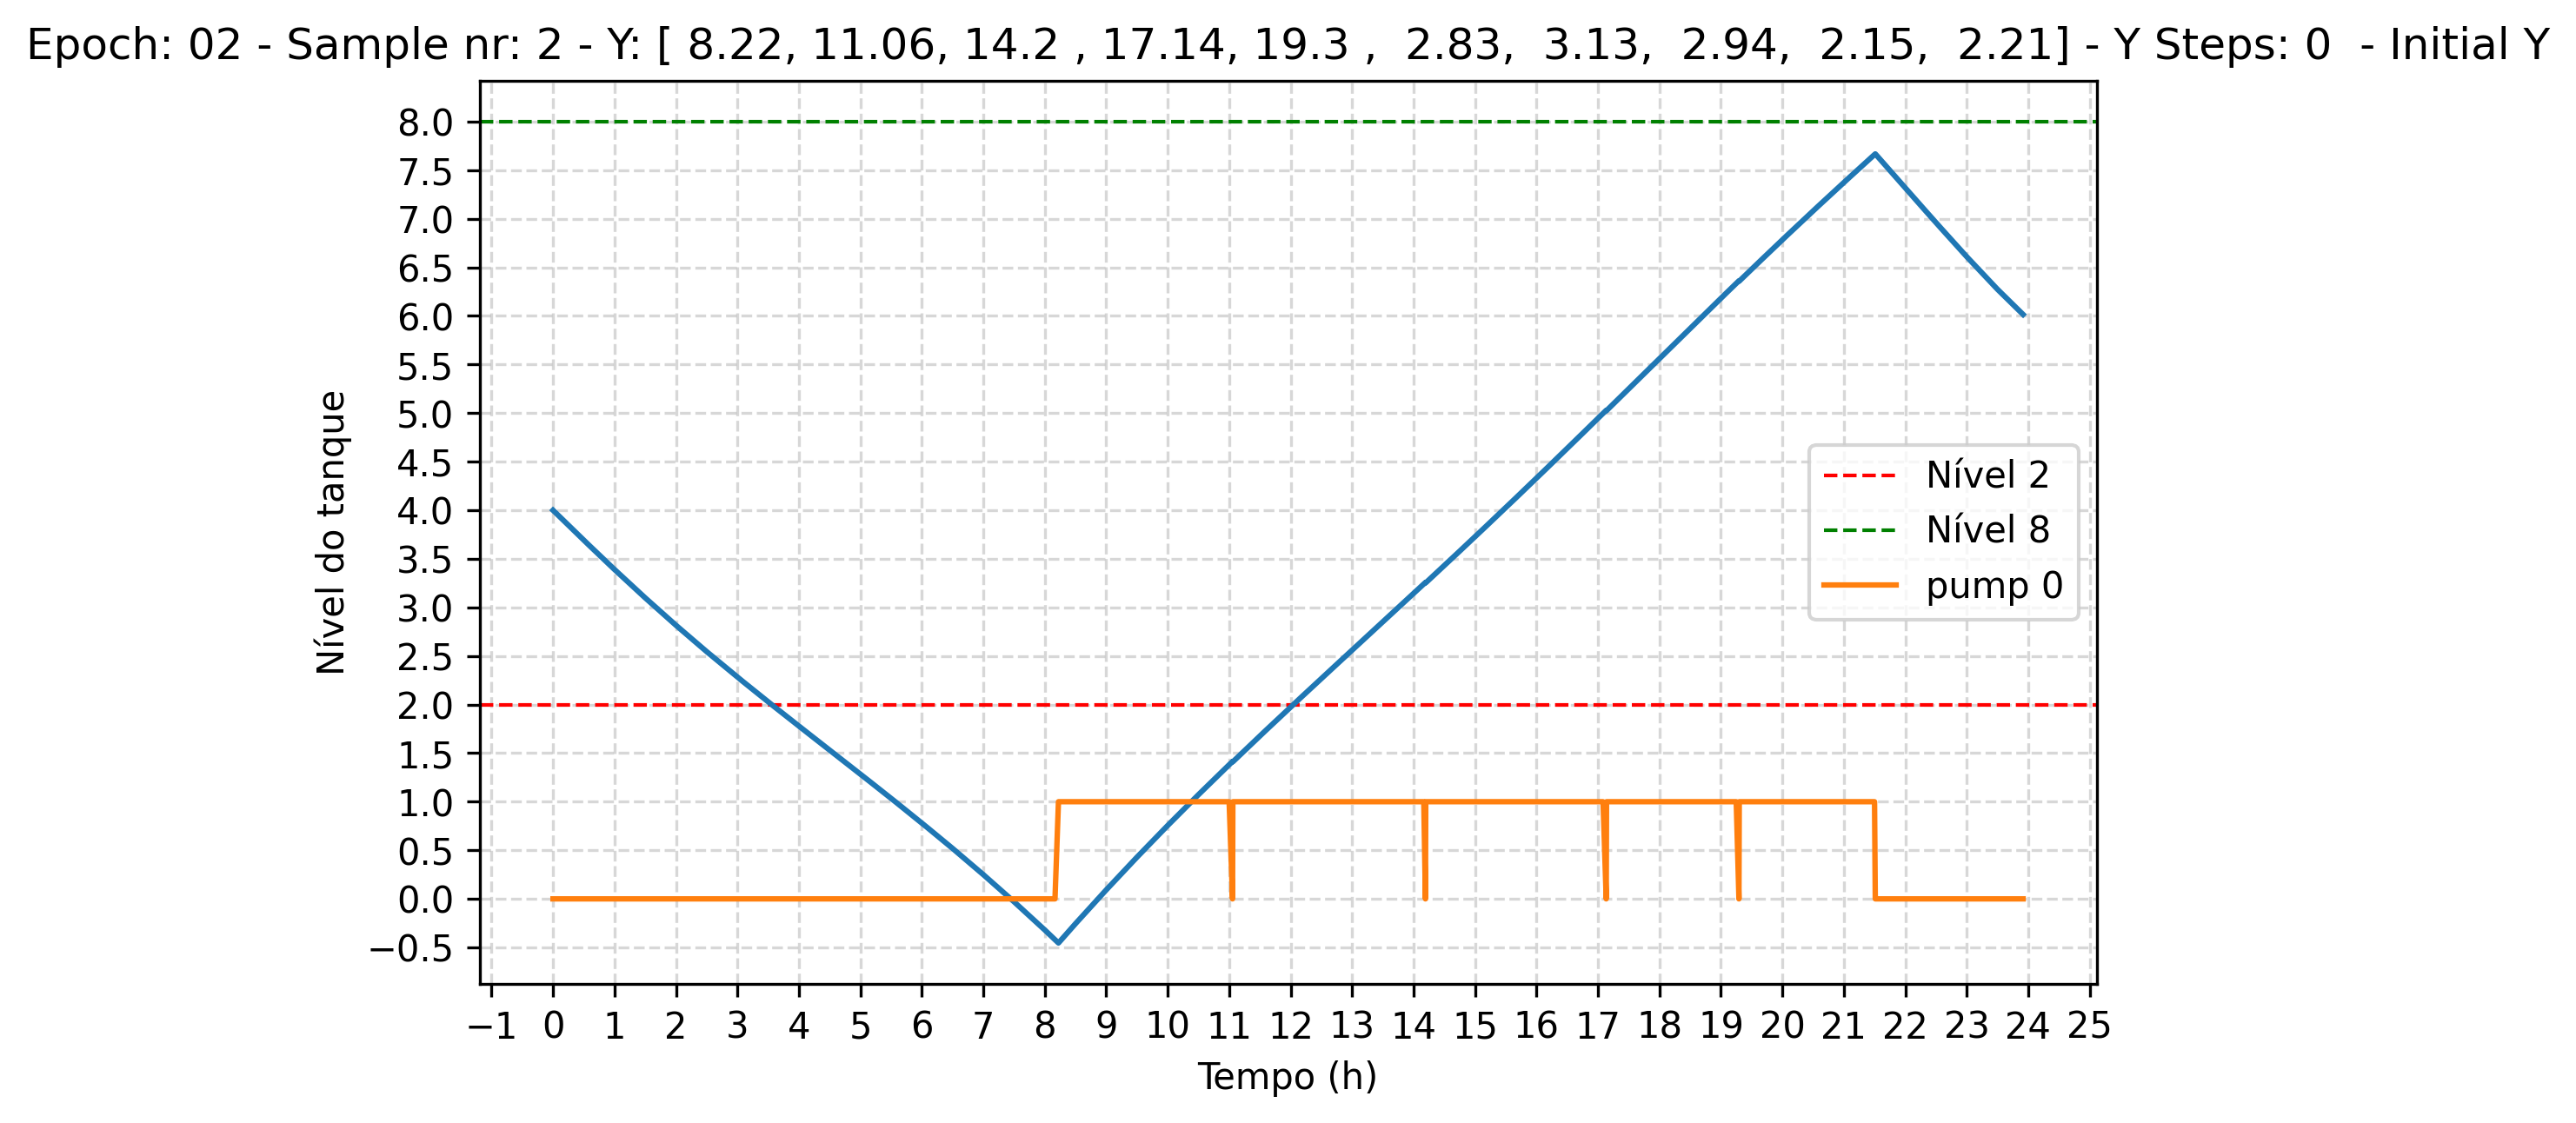 Epoch: 02 - Sample nr: 2 - Y: [ 8.22, 11.06, 14.2 , 17.14, 19.3 ,  2.83,  3.13,  2.94,  2.15,  2.21] - Y Steps: 0  - Initial Y
8.0
7.5
7.0
6.5
6.0
5.5
5.0
4.5
4.0
3.5
3.0
2.5
2.0
1.5
1.0
0.5
0.0
−0.5
Nível do tanque
Nível 2
Nível 8
pump 0
−1 0 1 2 3 4 5 6 7 8 9 10 11 12 13 14 15 16 17 18 19 20 21 22 23 24 25
Tempo (h)